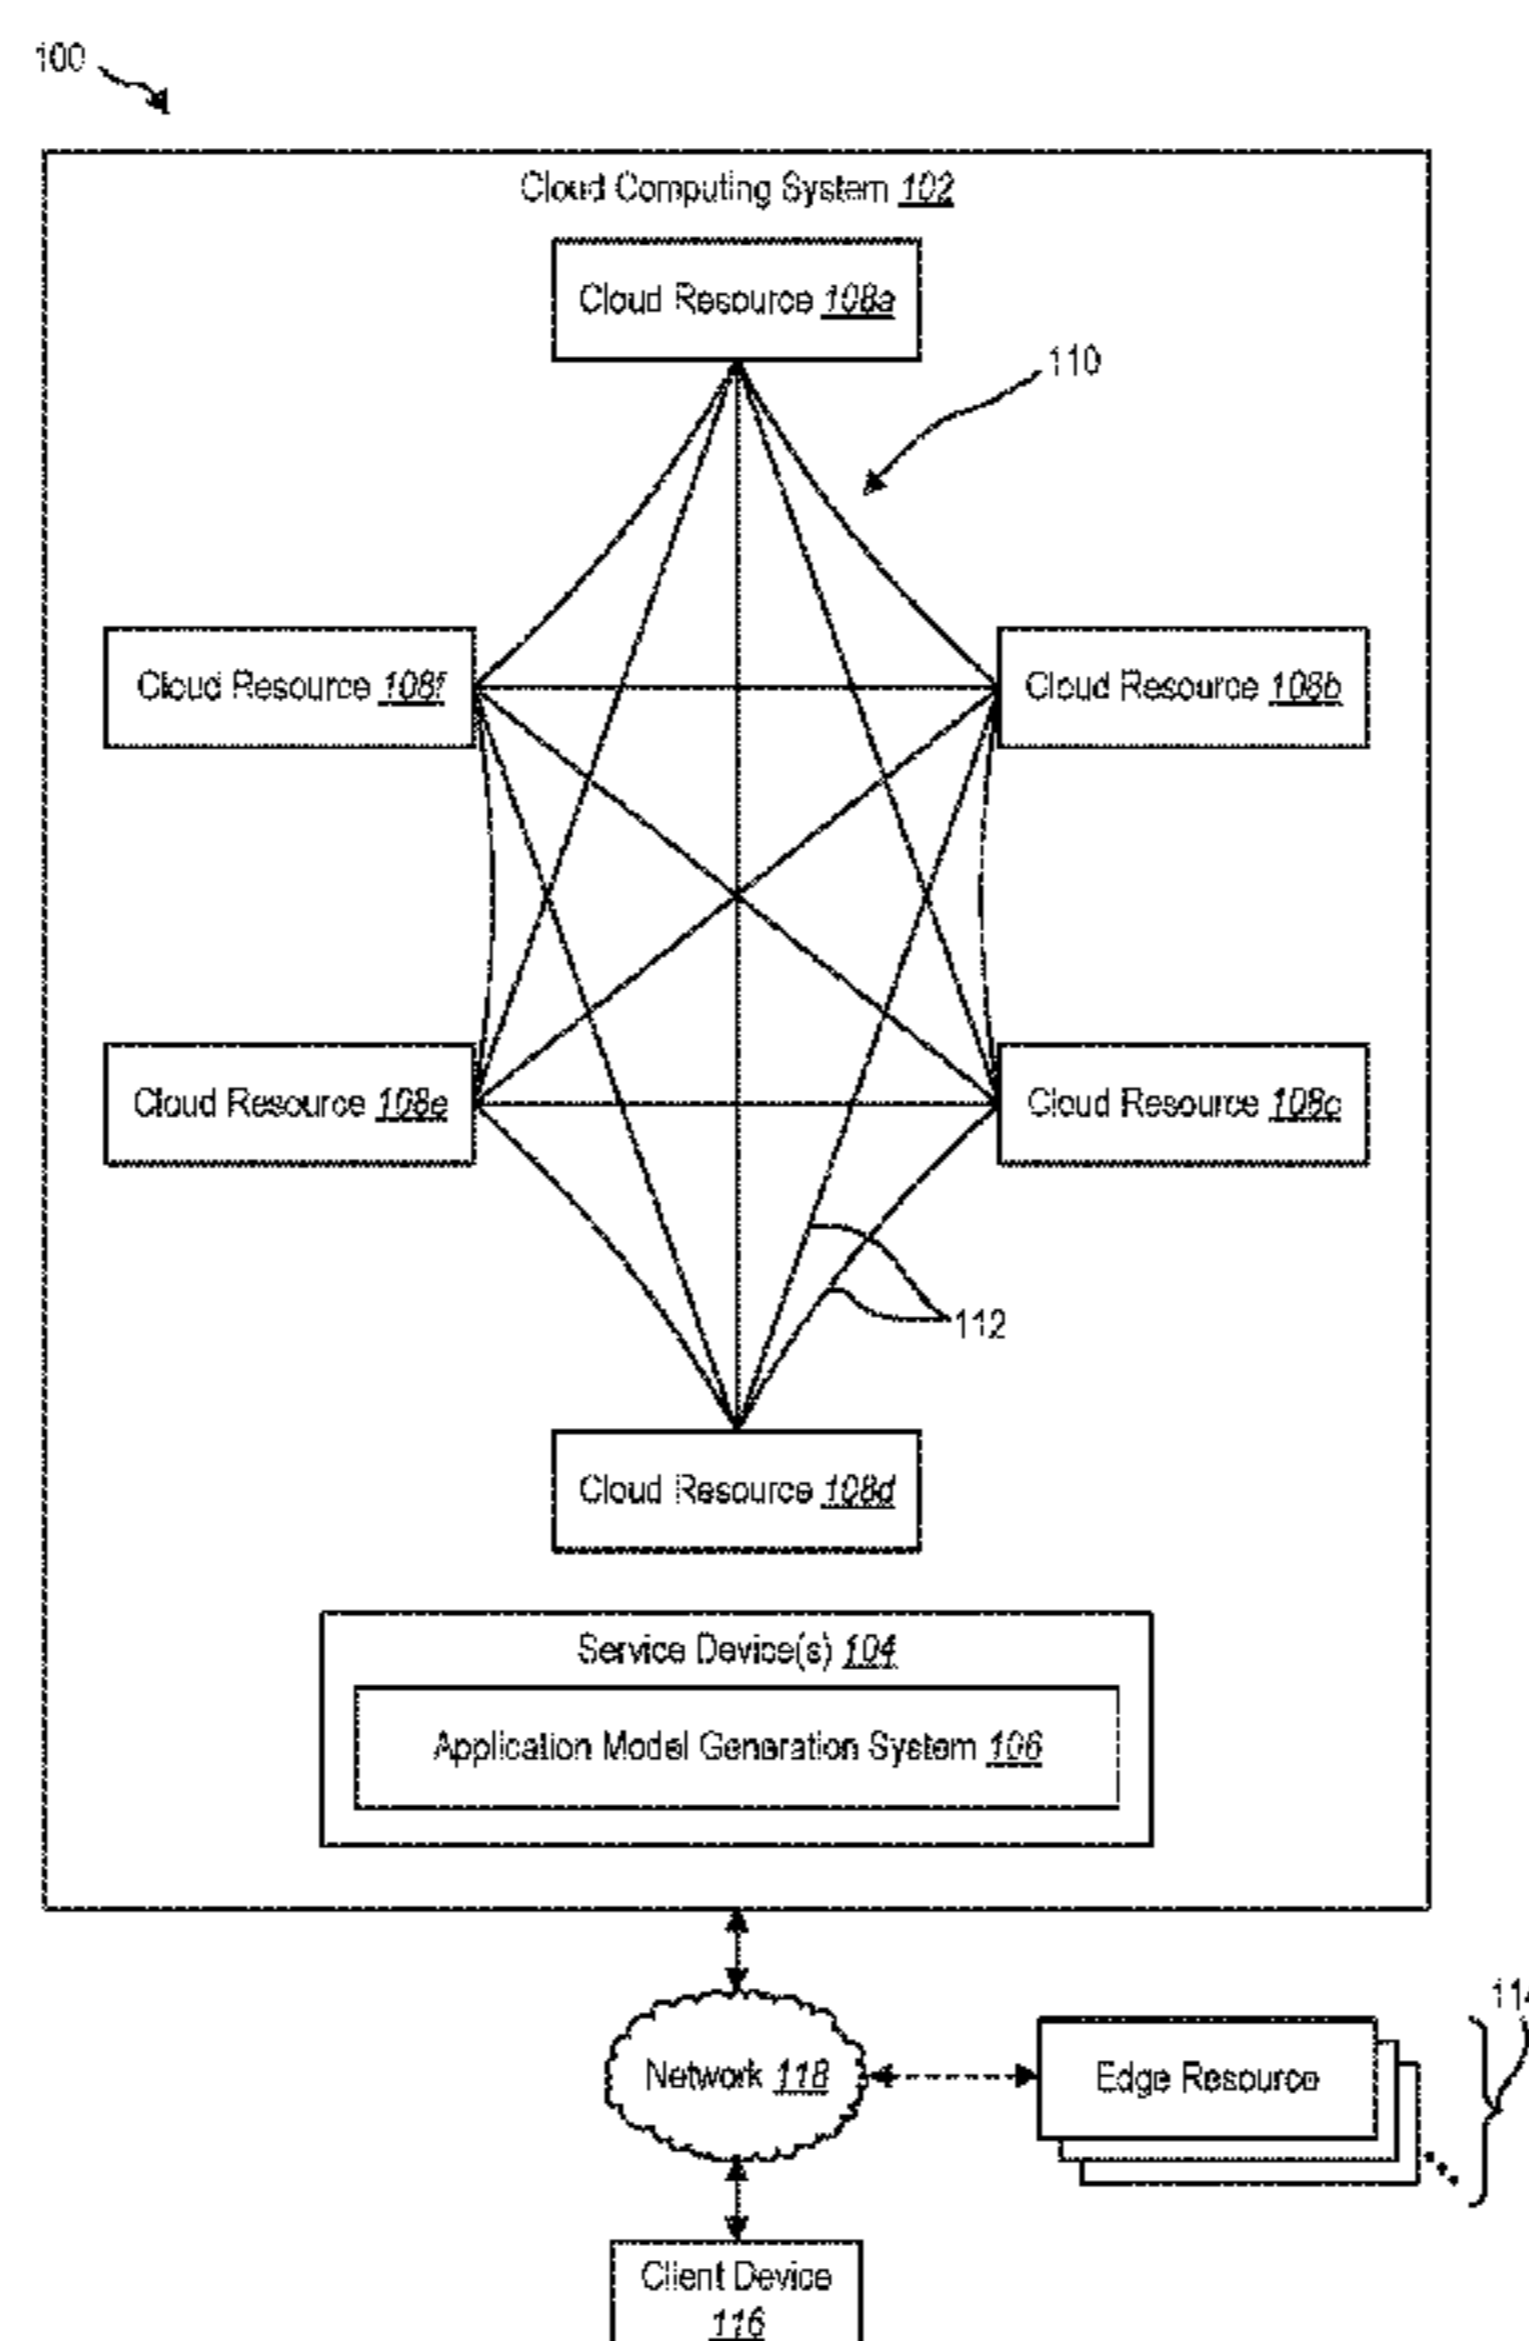 100
Cloud Computing System 102
Cloud Resource 108a
110
Cloud Resource 108f
Cloud Resource 108b
Cloud Resource 108e
Cloud Resource 108c
112
Cloud Resource 108d
Service Device(s) 104
Application Model Generation System 106
114
Network 118
Edge Resource
Client Device
116